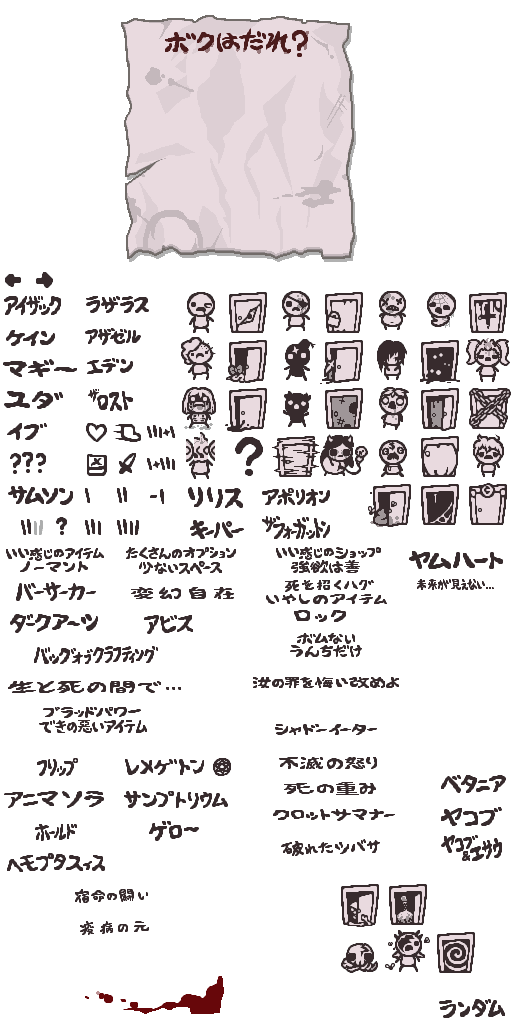 ボクはだれ?
アイザック
ラザラス
ケイン
アザゼル
マギー
エデン
ユダ
ザ・ロスト
イブ
???
サムソン
リリス
アポリオン
?
キーパー
ザ・フォーガットン
いい感じのアイテム
ノーマント
たくさんのオプション
少ないスペース
いい感じのショップ
強欲は善
ヤムハート
未来が見えない…
バーサーカー
変幻自在
死を招くハグ
いやしのアイテム
ダークアーツ
アビス
ロック
ボムない
うんちだけ
バッグオブクラフティング
生と死の間で…
汝の罪を悔い改めよ
ブラッドパワー
できの悪いアイテム
シャドーイーター
フリップ
レメゲトン
不滅の怒り
死の重み
ベタニア
アニマソラ
サンプトリウム
クロットサマナー
ヤコブ
ホールド
ゲロ〜
破れたツバサ
ヤコブ
&エサウ
ヘモプタスィス
宿命の闘い
疫病の元
ランダム